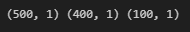 (500, 1) (400, 1) (100, 1)